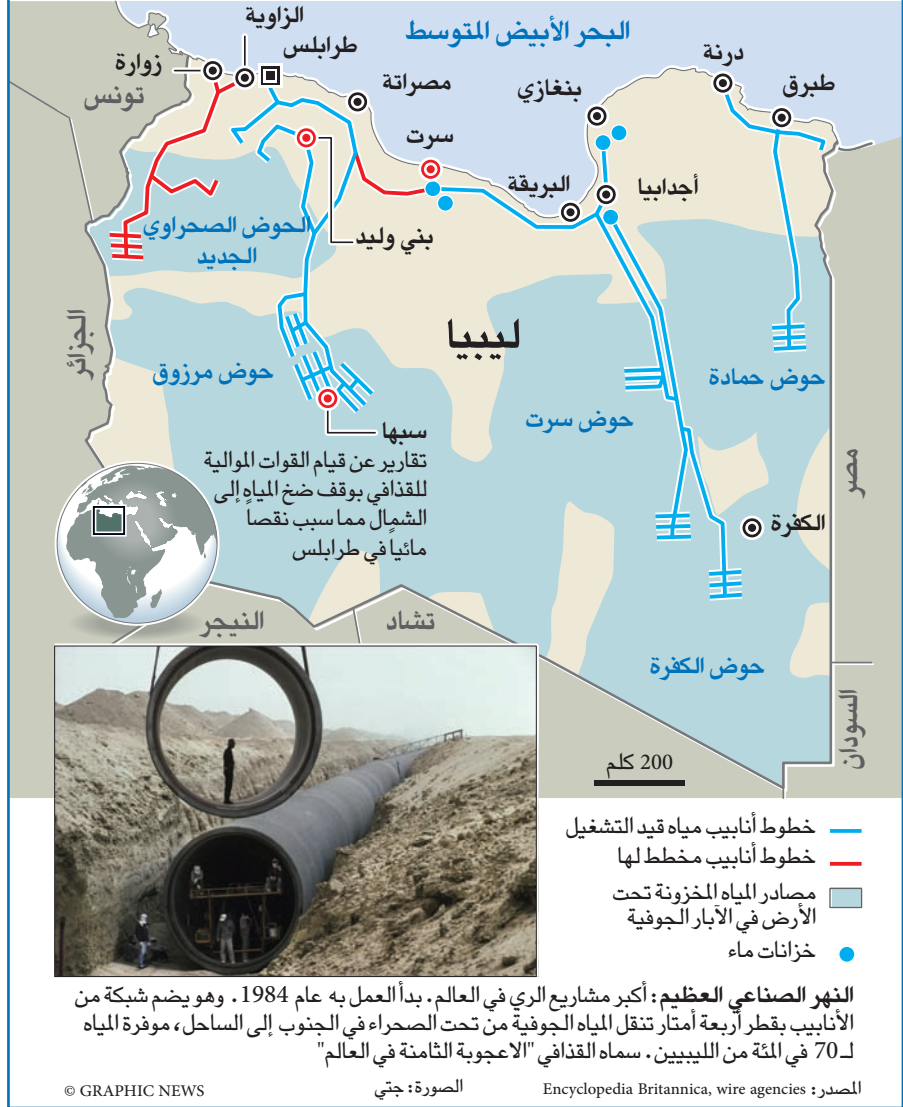 البحر الأبيض المتوسط
الزاوية
طرابلس
زوارة
تونس
مصراتة
سرت
بنغازي
درنة
طبرق
البريقة
أجدابيا
بني وليد
الحوض الصحراوي
الجديد
الجزائر
ليبيا
حوض مرزوق
حوض سرت
حوض حمادة
مصر
سبها
تقارير عن قيام القوات الموالية
للقذافي بوقف ضخ المياه إلى
الشمال مما سبب نقصاً
مائياً في طرابلس
الكفرة
النيجر
تشاد
حوض الكفرة
السودان
200 كلم
خطوط أنابيب مياه قيد التشغيل
خطوط أنابيب مخطط لها
مصادر المياه المخزونة تحت
الأرض في الآبار الجوفية
خزانات ماء
النهر الصناعي العظيم: أكبر مشاريع الري في العالم. بدأ العمل به عام 1984. وهو يضم شبكة من
الأنابيب بقطر أربعة أمتار تنقل المياه الجوفية من تحت الصحراء في الجنوب إلى الساحل، موفرة المياه
لـ70 في المئة من الليبيين. سماه القذافي "الاعجوبة الثامنة في العالم"
المصدر: Encyclopedia Britannica, wire agencies
الصورة: جتي
© GRAPHIC NEWS